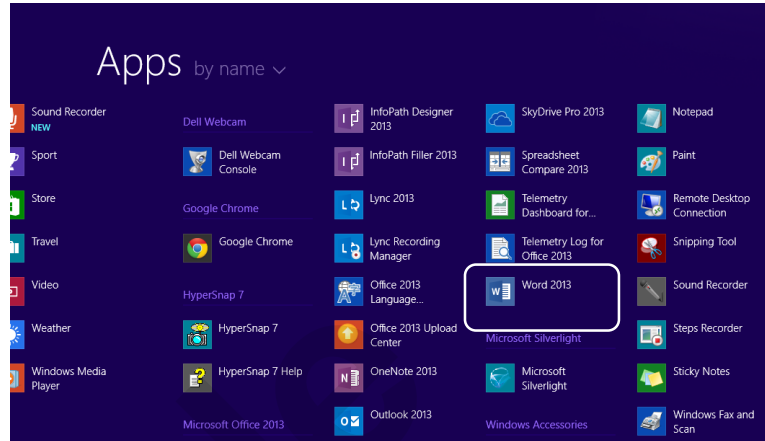 Apps by name
Sound Recorder
NEW
Sport
Store
Travel
Video
Weather
Windows Media
Player
Dell Webcam
Dell Webcam
Console
Google Chrome
Google Chrome
HyperSnap 7
HyperSnap 7
HyperSnap 7 Help
Microsoft Office 2013
InfoPath Designer
2013
InfoPath Filler 2013
Lync 2013
Lync Recording
Manager
Office 2013
Language...
Office 2013 Upload
Center
OneNote 2013
Outlook 2013
SkyDrive Pro 2013
Spreadsheet
Compare 2013
Telemetry
Dashboard for...
Telemetry Log for
Office 2013
Word 2013
Microsoft Silverlight
Microsoft
Silverlight
Windows Accessories
Notepad
Paint
Remote Desktop
Connection
Snipping Tool
Sound Recorder
Steps Recorder
Sticky Notes
Windows Fax and
Scan